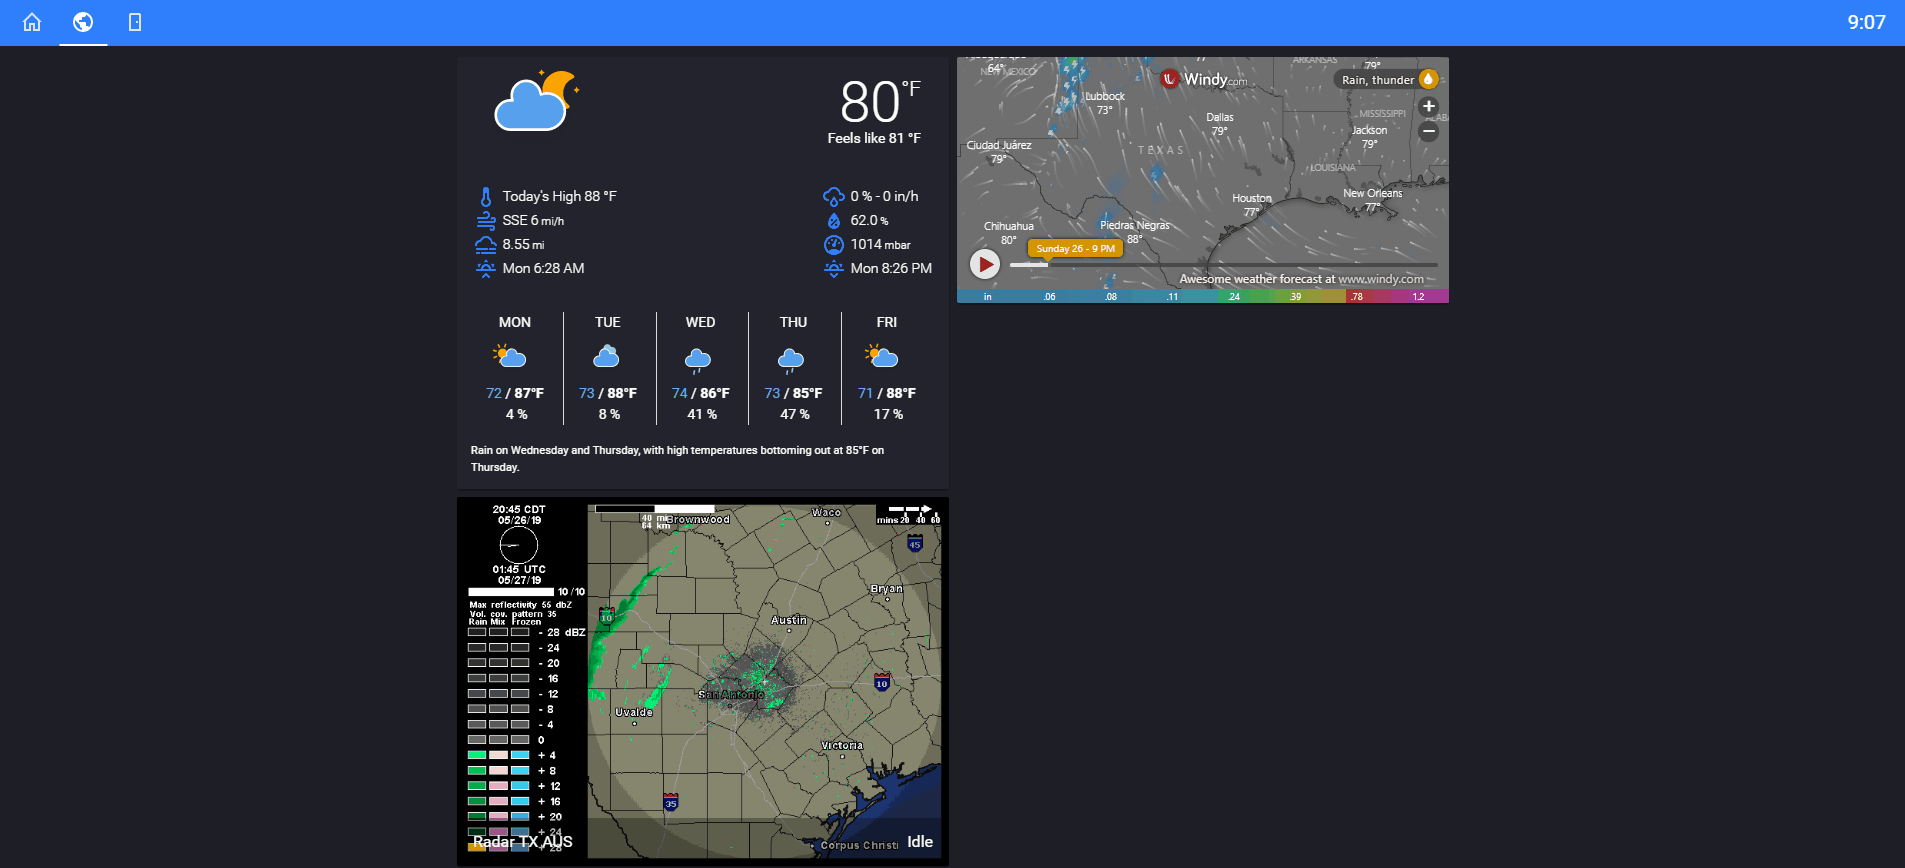 9:07
80 °F
Feels like 81 °F
Today's High 88 °F
0 % - 0 in/h
SSE 6 mi/h
62.0 %
8.55 mi
1014 mbar
Mon 6:28 AM
Mon 8:26 PM
MON TUE WED THU FRI
72 / 87°F 73 / 88°F 74 / 86°F 73 / 85°F 71 / 88°F
4 % 8 % 41 % 47 % 17 %
Rain on Wednesday and Thursday, with high temperatures bottoming out at 85°F on
Thursday.
64°
NEW MEXICO
ARKANSAS
79°
Windy.com
Rain, thunder
+
Lubbock
73°
Dallas
79°
MISSISSIPPI
Jackson
79°
−
Ciudad Juárez
79°
TEXAS
LOUISIANA
Houston
77°
New Orleans
77°
Chihuahua
80°
Piedras Negras
88°
Sunday 26 - 9 PM
Awesome weather forecast at www.windy.com
in .06 .08 .11 .24 .39 .78 1.2
20:45 CDT
05/26/19
01:45 UTC
05/27/19
10/10
Max reflectivity 55 dbZ
Vol. cov. pattern 35
Rain Mix Frozen
- 28 dBZ
- 24
- 20
- 16
- 12
- 8
- 4
0
+ 4
+ 8
+ 12
+ 16
+ 20
+ 24
+ 28
40 mi
64 km
Brownwood
Waco
mins 20 40 60
45
Bryan
10
Austin
San Antonio
10
Uvalde
Victoria
35
Corpus Christi
Radar TX AUS
Idle